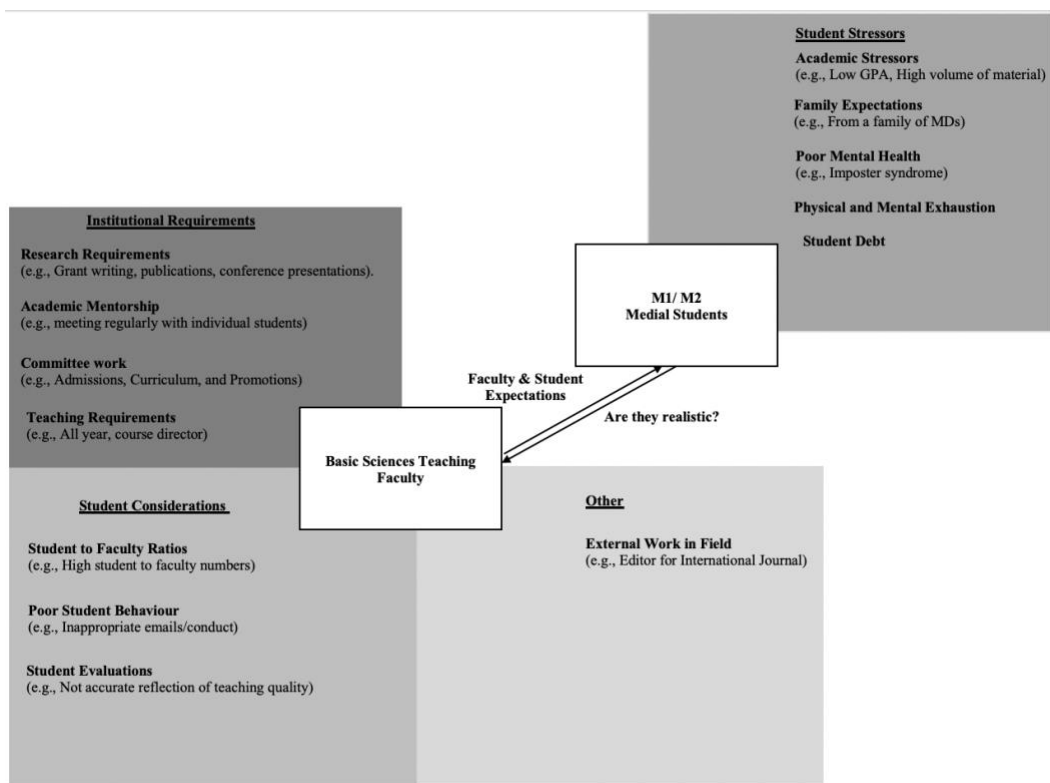 Student Stressors
Academic Stressors
(e.g., Low GPA, High volume of material)
Family Expectations
(e.g., From a family of MDs)
Poor Mental Health
(e.g., Imposter syndrome)
Physical and Mental Exhaustion
Student Debt
Institutional Requirements
Research Requirements
(e.g., Grant writing, publications, conference presentations).
Academic Mentorship
(e.g., meeting regularly with individual students)
Committee work
(e.g., Admissions, Curriculum, and Promotions)
Teaching Requirements
(e.g., All year, course director)
M1/ M2
Medial Students
Faculty & Student
Expectations
Are they realistic?
Basic Sciences Teaching
Faculty
Student Considerations
Student to Faculty Ratios
(e.g., High student to faculty numbers)
Poor Student Behaviour
(e.g., Inappropriate emails/conduct)
Student Evaluations
(e.g., Not accurate reflection of teaching quality)
Other
External Work in Field
(e.g., Editor for International Journal)